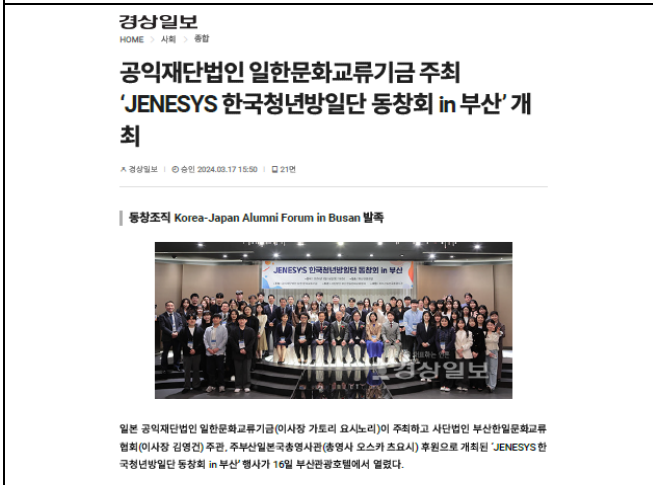 경상일보
HOME > 사회 > 종합
공익재단법인 일한문화교류기금 주최
‘JENESYS 한국청년방일단 동창회 in 부산’ 개
최
경상일보 | 승인 2024.03.17 15:50 | 21면
동창조직 Korea-Japan Alumni Forum in Busan 발족
JENESYS 한국청년방일단 동창회 in 부산
경상일보
일본 공익재단법인 일한문화교류기금(이사장 가토리 요시노리)이 주최하고 사단법인 부산한일문화교류
협회(이사장 김영건) 주관, 주부산일본국총영사관(총영사 오스카 츠요시) 후원으로 개최된 ‘JENESYS 한
국청년방일단 동창회 in 부산’ 행사가 16일 부산관광호텔에서 열렸다.